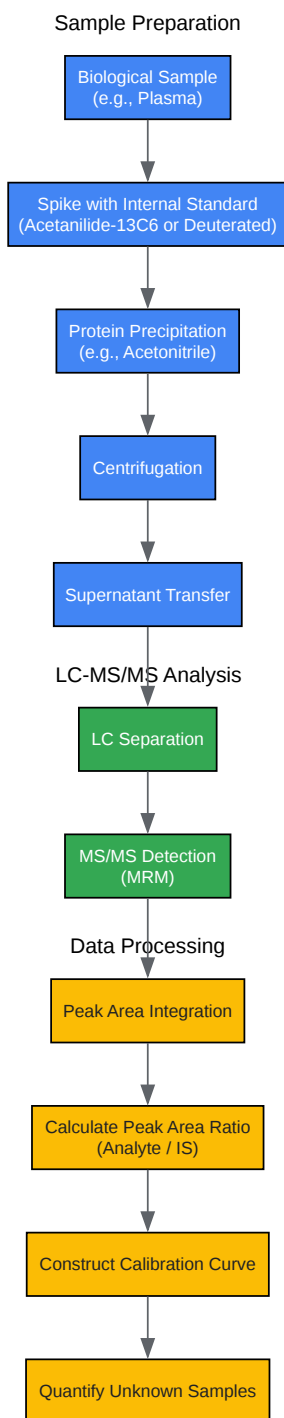 Sample Preparation
Biological Sample
(e.g., Plasma)
Spike with Internal Standard
(Acetanilide-13C6 or Deuterated)
Protein Precipitation
(e.g., Acetonitrile)
Centrifugation
Supernatant Transfer
LC-MS/MS Analysis
LC Separation
MS/MS Detection
(MRM)
Data Processing
Peak Area Integration
Calculate Peak Area Ratio
(Analyte / IS)
Construct Calibration Curve
Quantify Unknown Samples